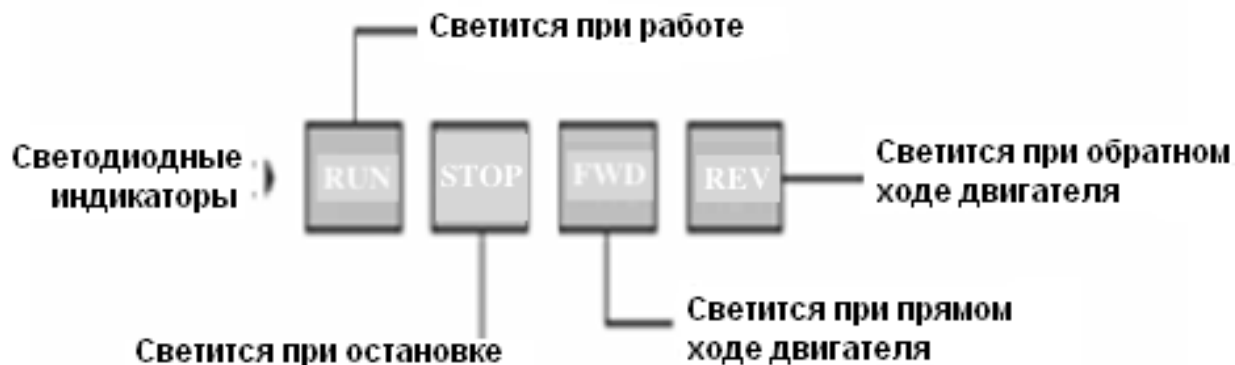 Светится при работе
Светодиодные
индикаторы
RUN STOP FWD REV
Светится при обратном
ходе двигателя
Светится при прямом
ходе двигателя
Светится при остановке